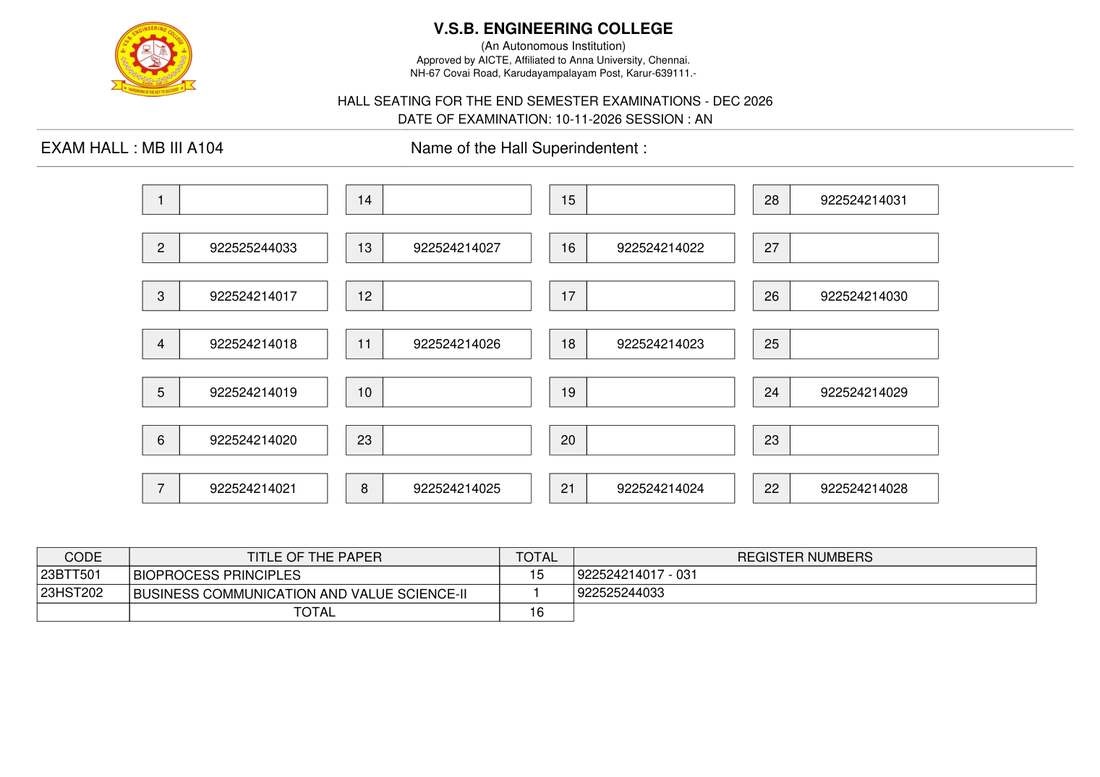 V.S.B. ENGINEERING COLLEGE
(An Autonomous Institution)
Approved by AICTE, Affiliated to Anna University, Chennai.
NH-67 Covai Road, Karudayampalayam Post, Karur-639111.-
HALL SEATING FOR THE END SEMESTER EXAMINATIONS - DEC 2026
DATE OF EXAMINATION: 10-11-2026 SESSION : AN
EXAM HALL : MB III A104 Name of the Hall Superindentent :
1 14 15 28 922524214031
2 922525244033 13 922524214027 16 922524214022 27
3 922524214017 12 17 26 922524214030
4 922524214018 11 922524214026 18 922524214023 25
5 922524214019 10 19 24 922524214029
6 922524214020 23 20 23
7 922524214021 8 922524214025 21 922524214024 22 922524214028
CODE TITLE OF THE PAPER TOTAL REGISTER NUMBERS
23BTT501 BIOPROCESS PRINCIPLES 15 922524214017 - 031
23HST202 BUSINESS COMMUNICATION AND VALUE SCIENCE-II 1 922525244033
TOTAL 16